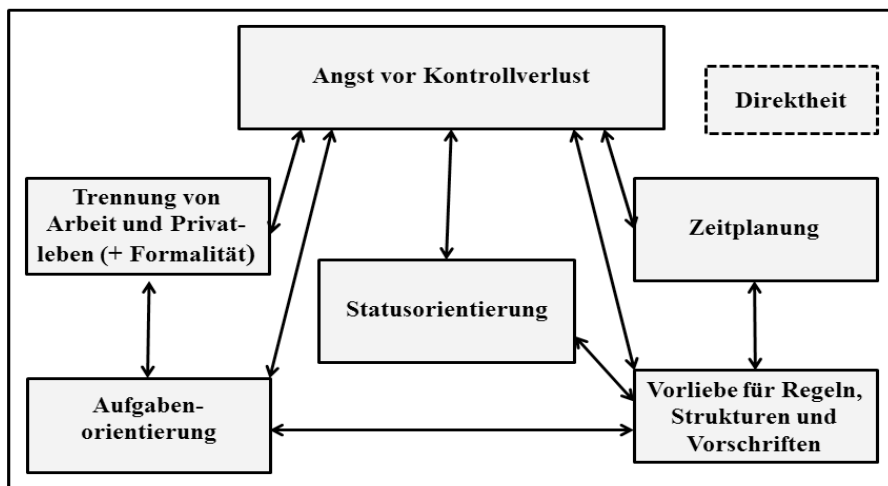 Angst vor Kontrollverlust
Direktheit
Trennung von
Arbeit und Privat-
leben (+ Formalität)
Zeitplanung
Statusorientierung
Aufgaben-
orientierung
Vorliebe für Regeln,
Strukturen und
Vorschriften